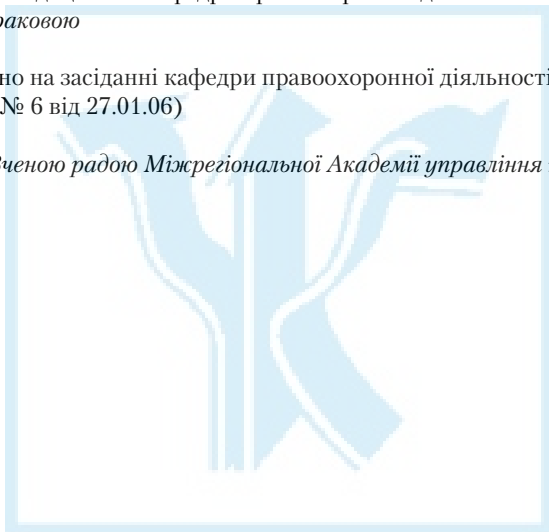 раковою
но на засіданні кафедри правоохоронної діяльності
№ 6 від 27.01.06)
ченою радою Міжрегіональної Академії управління